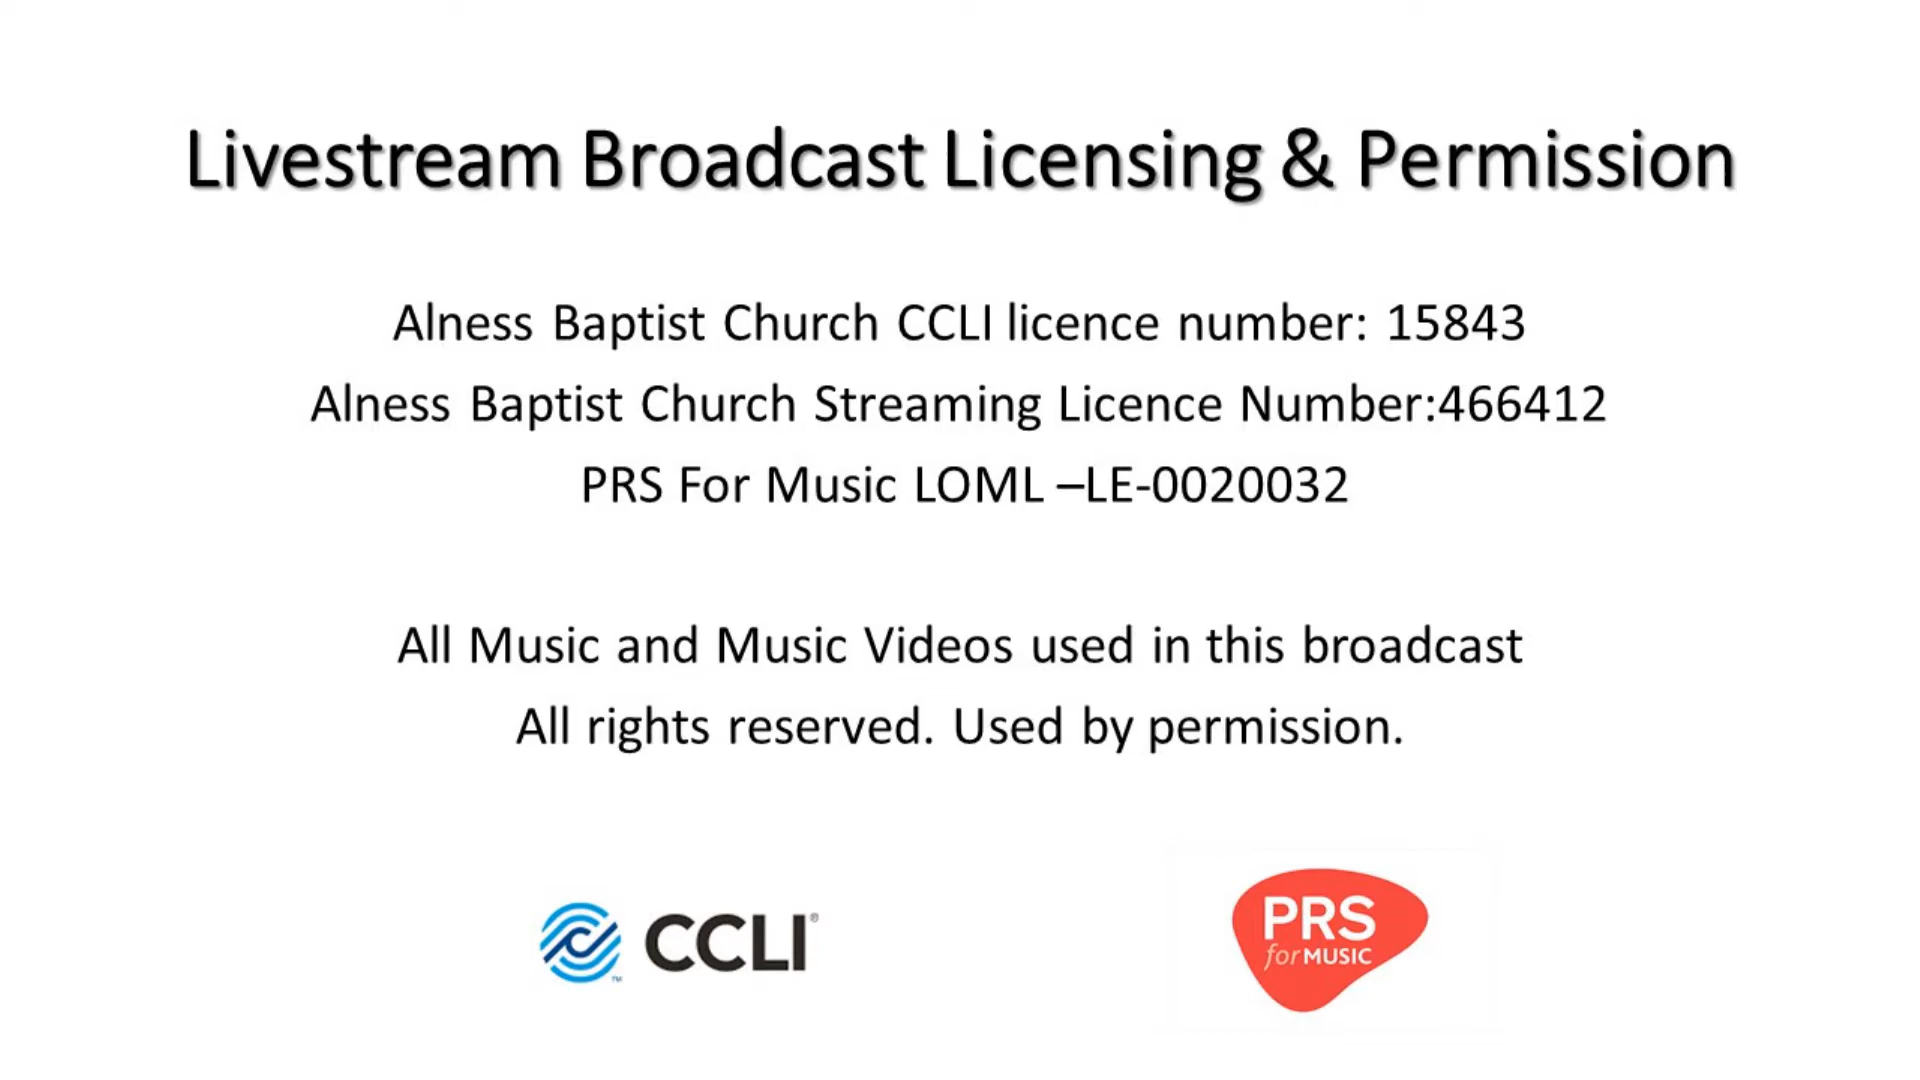 Livestream Broadcast Licensing & Permission
Alness Baptist Church CCLI licence number: 15843
Alness Baptist Church Streaming Licence Number:466412
PRS For Music LOML –LE-0020032
All Music and Music Videos used in this broadcast
All rights reserved. Used by permission.
CCLI®
™
PRS
for MUSIC